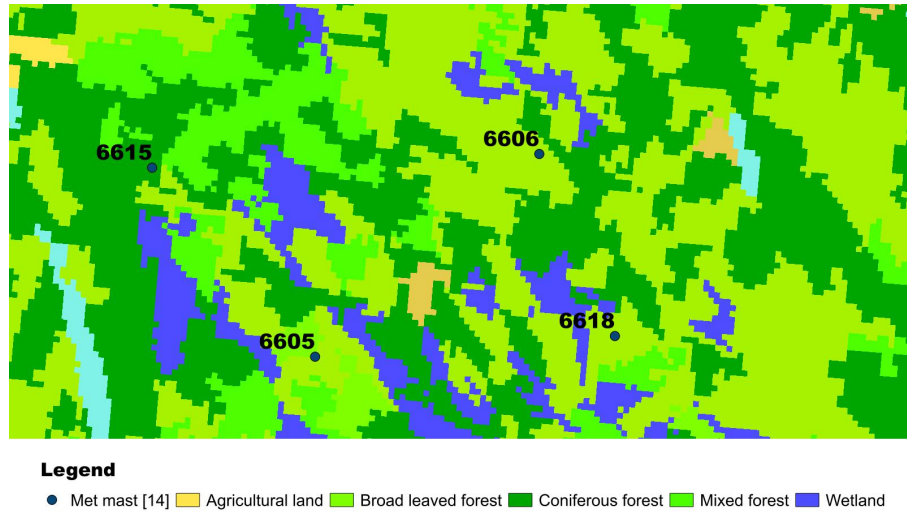 6606
6615
6618
6605
Legend
Met mast [14] Agricultural land Broad leaved forest Coniferous forest Mixed forest Wetland